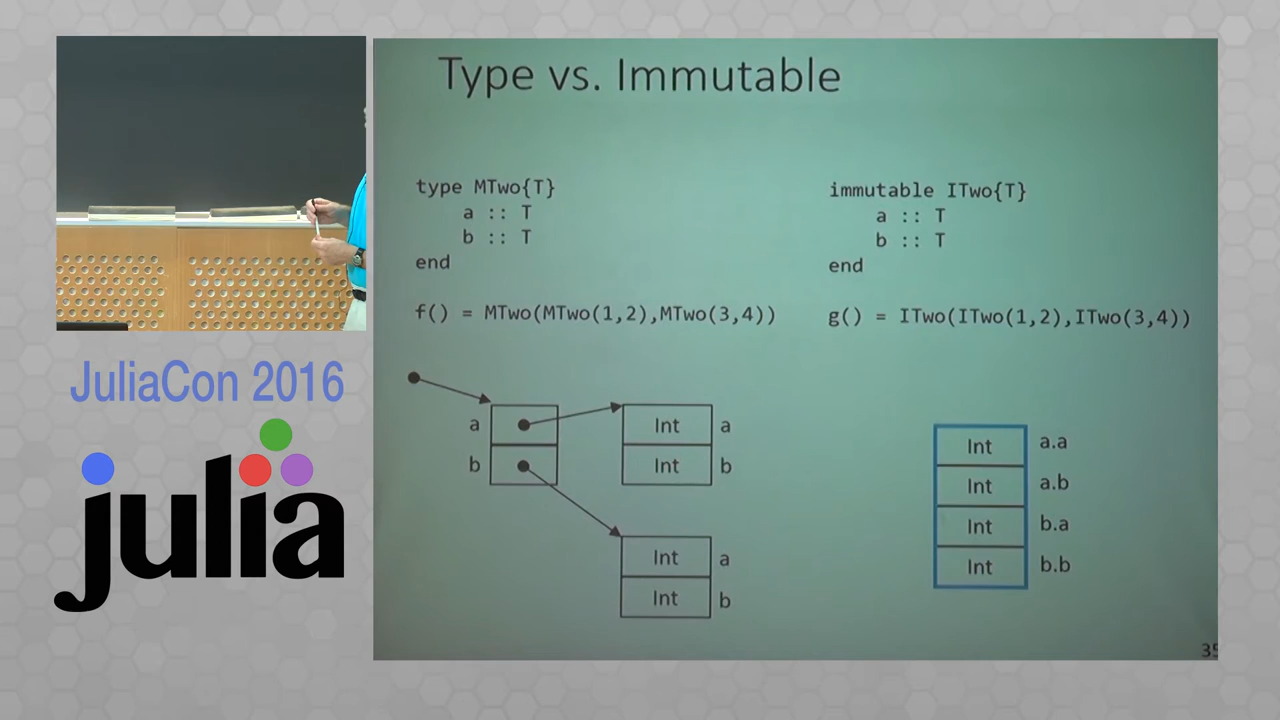 Type vs. Immutable
type MTwo{T}
a :: T
b :: T
end
f() = MTwo(MTwo(1,2),MTwo(3,4))
immutable ITwo{T}
a :: T
b :: T
end
g() = ITwo(ITwo(1,2),ITwo(3,4))
a
b
Int a
Int b
Int a
Int b
Int a.a
Int a.b
Int b.a
Int b.b
35
JuliaCon 2016
julia